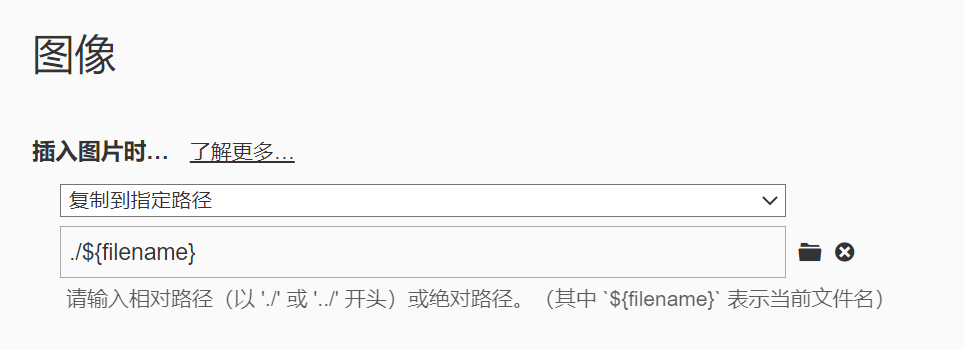 图像
插入图片时... 了解更多...
复制到指定路径
./${filename}
请输入相对路径（以 './' 或 '../' 开头）或绝对路径。（其中 `${filename}` 表示当前文件名）